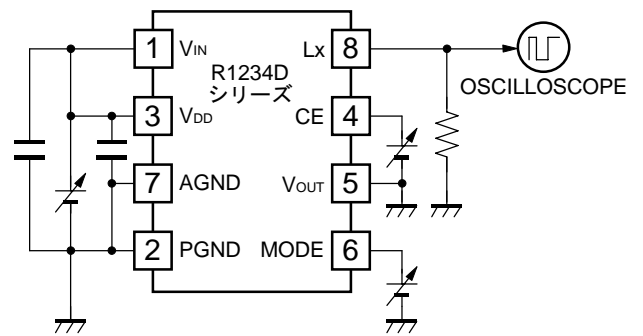 1 VIN Lx 8
R1234D
シリーズ
OSCILLOSCOPE
3 VDD CE 4
7 AGND VOUT 5
2 PGND MODE 6